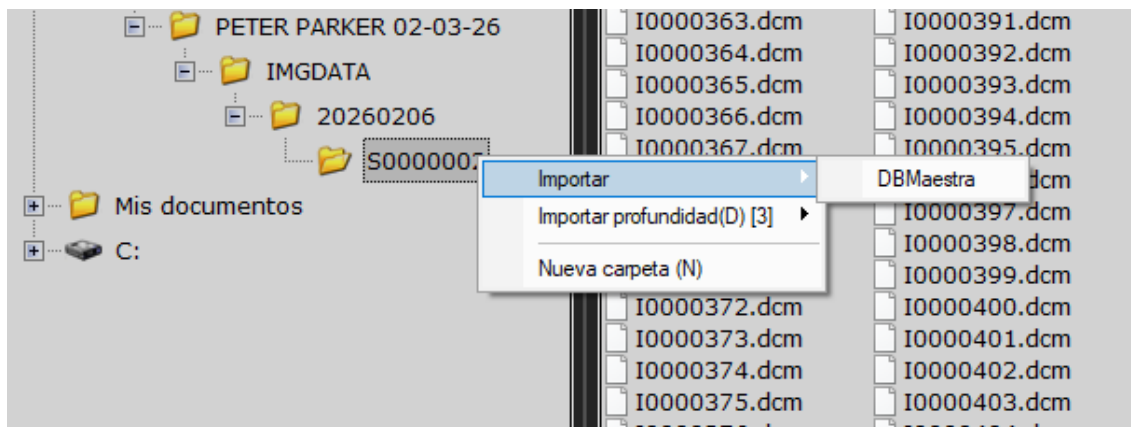 PETER PARKER 02-03-26
IMGDATA
20260206
S0000002
Mis documentos
C:
Importar
Importar profundidad(D) [3]
Nueva carpeta (N)
DBMaestra
I0000363.dcm
I0000364.dcm
I0000365.dcm
I0000366.dcm
I0000367.dcm
I0000372.dcm
I0000373.dcm
I0000374.dcm
I0000375.dcm
I0000391.dcm
I0000392.dcm
I0000393.dcm
I0000394.dcm
I0000395.dcm
dcm
I0000397.dcm
I0000398.dcm
I0000399.dcm
I0000400.dcm
I0000401.dcm
I0000402.dcm
I0000403.dcm